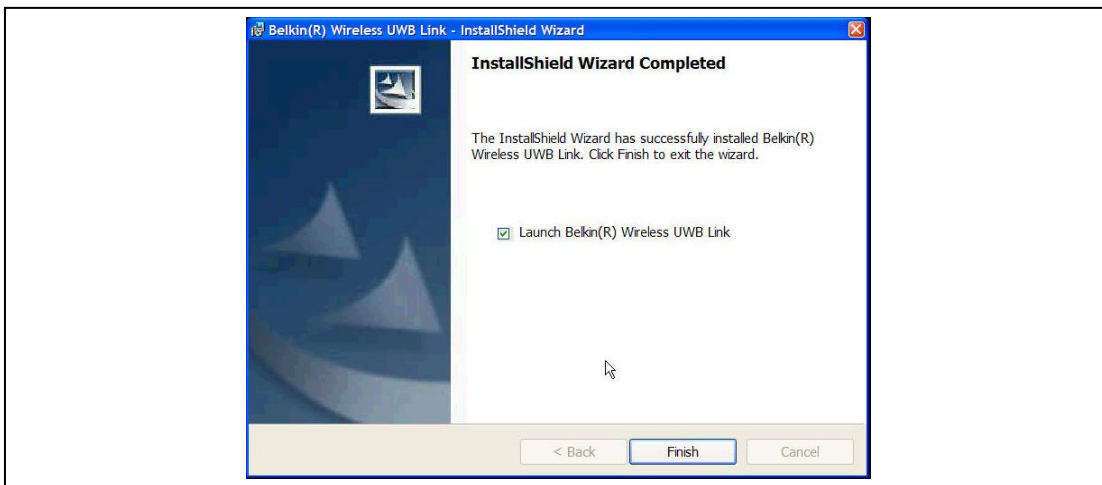 Belkin(R) Wireless UWB Link - InstallShield Wizard
InstallShield Wizard Completed
The InstallShield Wizard has successfully installed Belkin(R)
Wireless UWB Link. Click Finish to exit the wizard.
Launch Belkin(R) Wireless UWB Link
< Back Finish Cancel